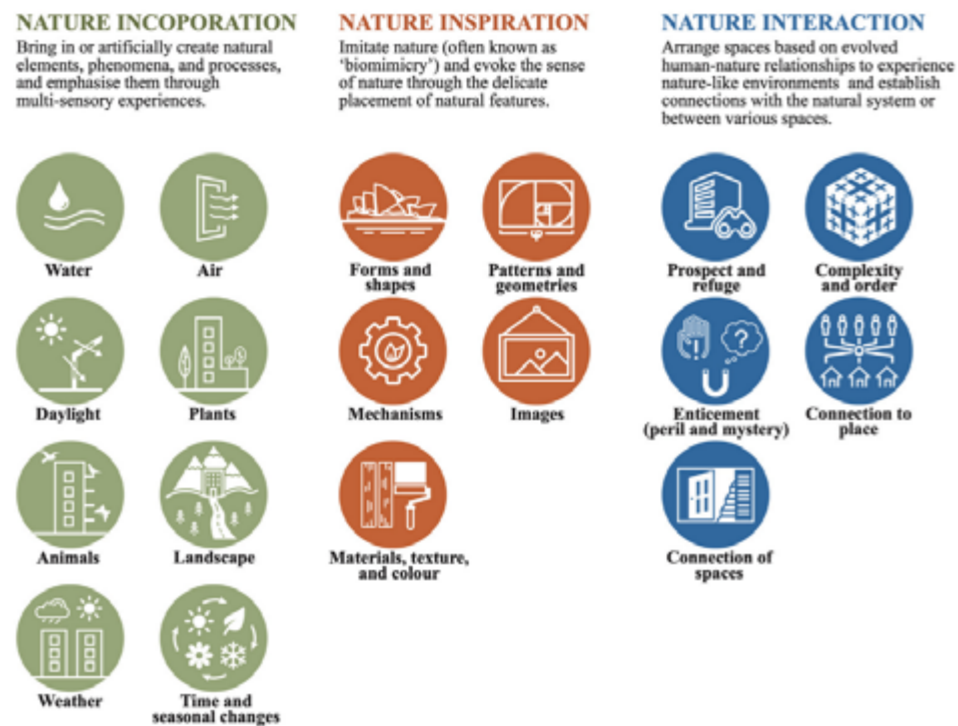 NATURE INCOPORATION
Bring in or artificially create natural
elements, phenomena, and processes,
and emphasise them through
multi-sensory experiences.
Water
Air
Daylight
Plants
Animals
Landscape
Weather
Time and
seasonal changes
NATURE INSPIRATION
Imitate nature (often known as
‘biomimicry’) and evoke the sense
of nature through the delicate
placement of natural features.
Forms and
shapes
Patterns and
geometries
Mechanisms
Images
Materials, texture,
and colour
NATURE INTERACTION
Arrange spaces based on evolved
human-nature relationships to experience
nature-like environments and establish
connections with the natural system or
between various spaces.
Prospect and
refuge
Complexity
and order
! ?
Enticement
(peril and mystery)
Connection to
place
Connection of
spaces